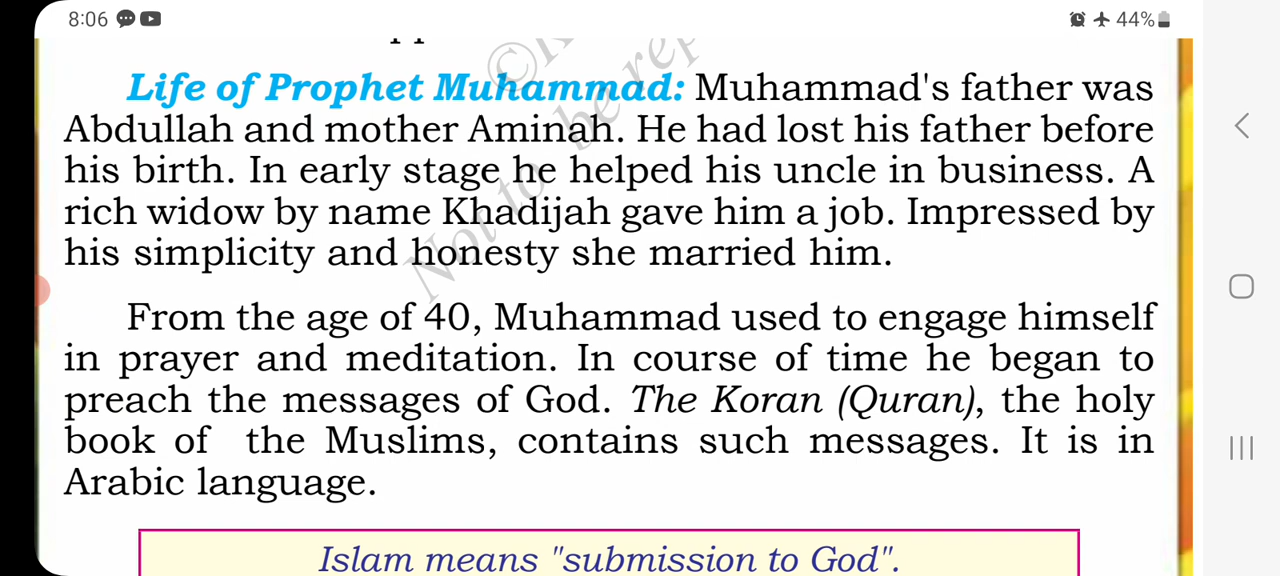 8:06
44%
Life of Prophet Muhammad: Muhammad's father was
Abdullah and mother Aminah. He had lost his father before
his birth. In early stage he helped his uncle in business. A
rich widow by name Khadijah gave him a job. Impressed by
his simplicity and honesty she married him.
From the age of 40, Muhammad used to engage himself
in prayer and meditation. In course of time he began to
preach the messages of God. The Koran (Quran), the holy
book of the Muslims, contains such messages. It is in
Arabic language.
Islam means "submission to God".
©
Not to be